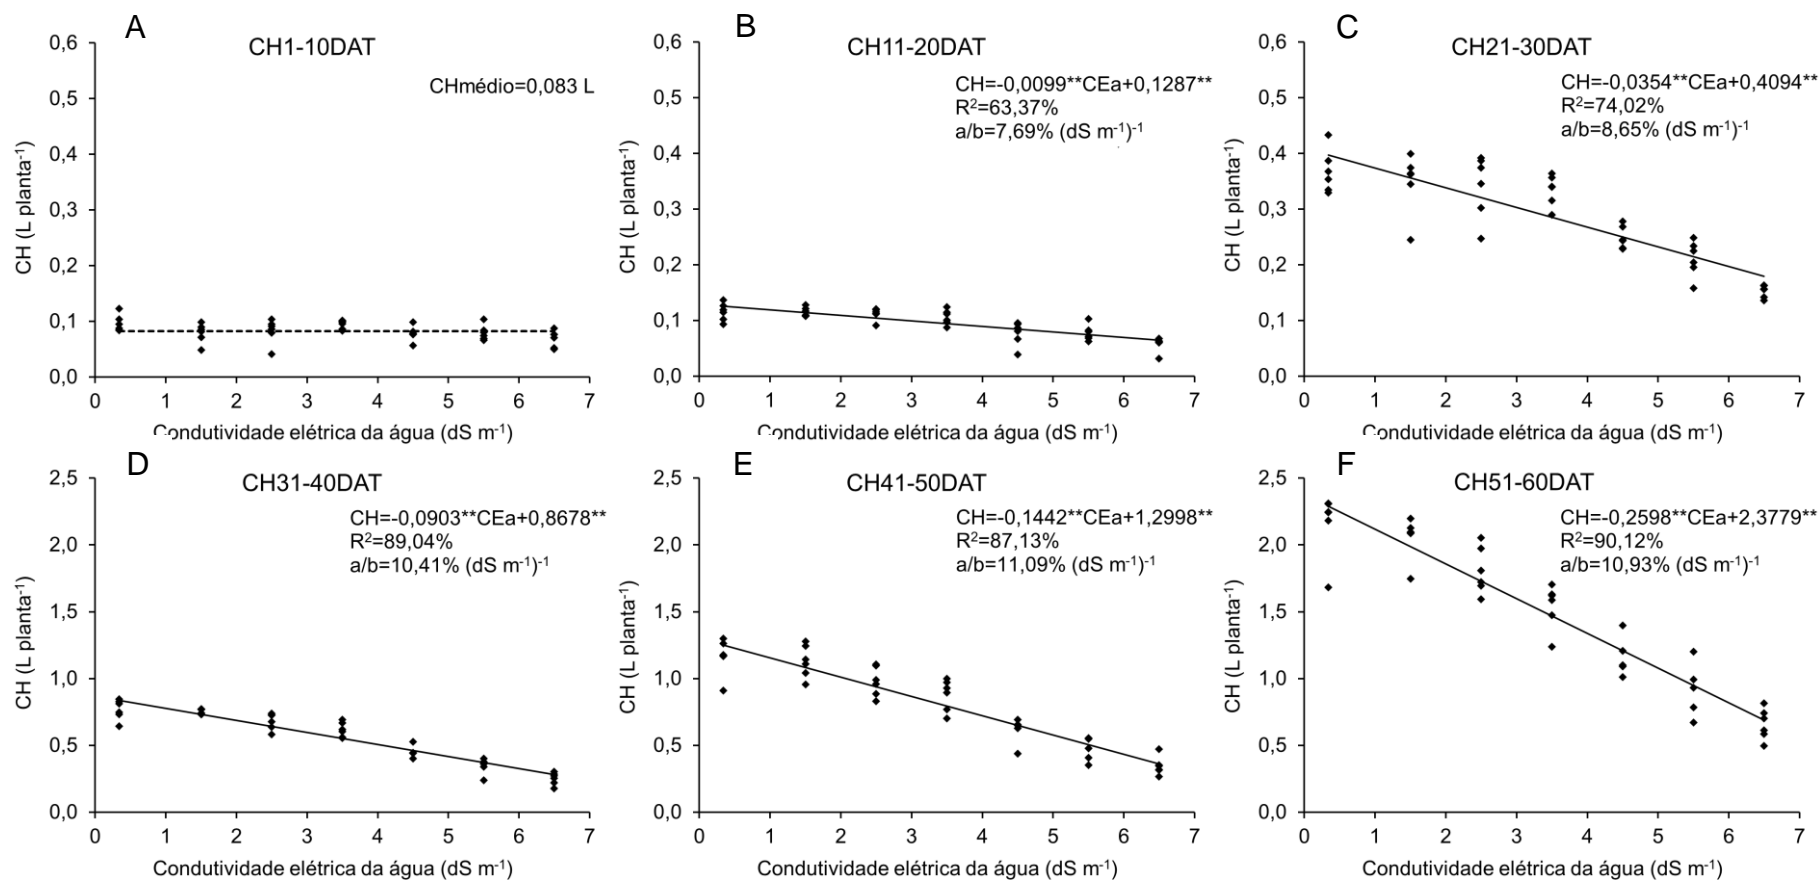 A
CH1-10DAT
CHmédio=0,083 L
CH (L planta⁻¹)
0,6
0,5
0,4
0,3
0,2
0,1
0,0
0 1 2 3 4 5 6 7
Condutividade elétrica da água (dS m⁻¹)
B
CH11-20DAT
CH=-0,0099**CEa+0,1287**
R²=63,37%
a/b=7,69% (dS m⁻¹)⁻¹
CH (L planta⁻¹)
0,6
0,5
0,4
0,3
0,2
0,1
0,0
0 1 2 3 4 5 6 7
Condutividade elétrica da água (dS m⁻¹)
C
CH21-30DAT
CH=-0,0354**CEa+0,4094**
R²=74,02%
a/b=8,65% (dS m⁻¹)⁻¹
CH (L planta⁻¹)
0,6
0,5
0,4
0,3
0,2
0,1
0,0
0 1 2 3 4 5 6 7
Condutividade elétrica da água (dS m⁻¹)
D
CH31-40DAT
CH=-0,0903**CEa+0,8678**
R²=89,04%
a/b=10,41% (dS m⁻¹)⁻¹
CH (L planta⁻¹)
2,5
2,0
1,5
1,0
0,5
0,0
0 1 2 3 4 5 6 7
Condutividade elétrica da água (dS m⁻¹)
E
CH41-50DAT
CH=-0,1442**CEa+1,2998**
R²=87,13%
a/b=11,09% (dS m⁻¹)⁻¹
CH (L planta⁻¹)
2,5
2,0
1,5
1,0
0,5
0,0
0 1 2 3 4 5 6 7
Condutividade elétrica da água (dS m⁻¹)
F
CH51-60DAT
CH=-0,2598**CEa+2,3779**
R²=90,12%
a/b=10,93% (dS m⁻¹)⁻¹
CH (L planta⁻¹)
2,5
2,0
1,5
1,0
0,5
0,0
0 1 2 3 4 5 6 7
Condutividade elétrica da água (dS m⁻¹)